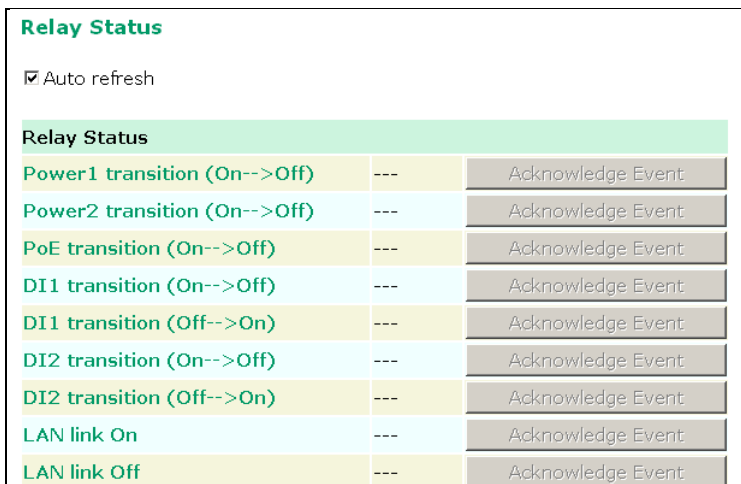 Relay Status
Auto refresh
Relay Status
Power1 transition (On-->Off) --- Acknowledge Event
Power2 transition (On-->Off) --- Acknowledge Event
PoE transition (On-->Off) --- Acknowledge Event
DI1 transition (On-->Off) --- Acknowledge Event
DI1 transition (Off-->On) --- Acknowledge Event
DI2 transition (On-->Off) --- Acknowledge Event
DI2 transition (Off-->On) --- Acknowledge Event
LAN link On --- Acknowledge Event
LAN link Off --- Acknowledge Event